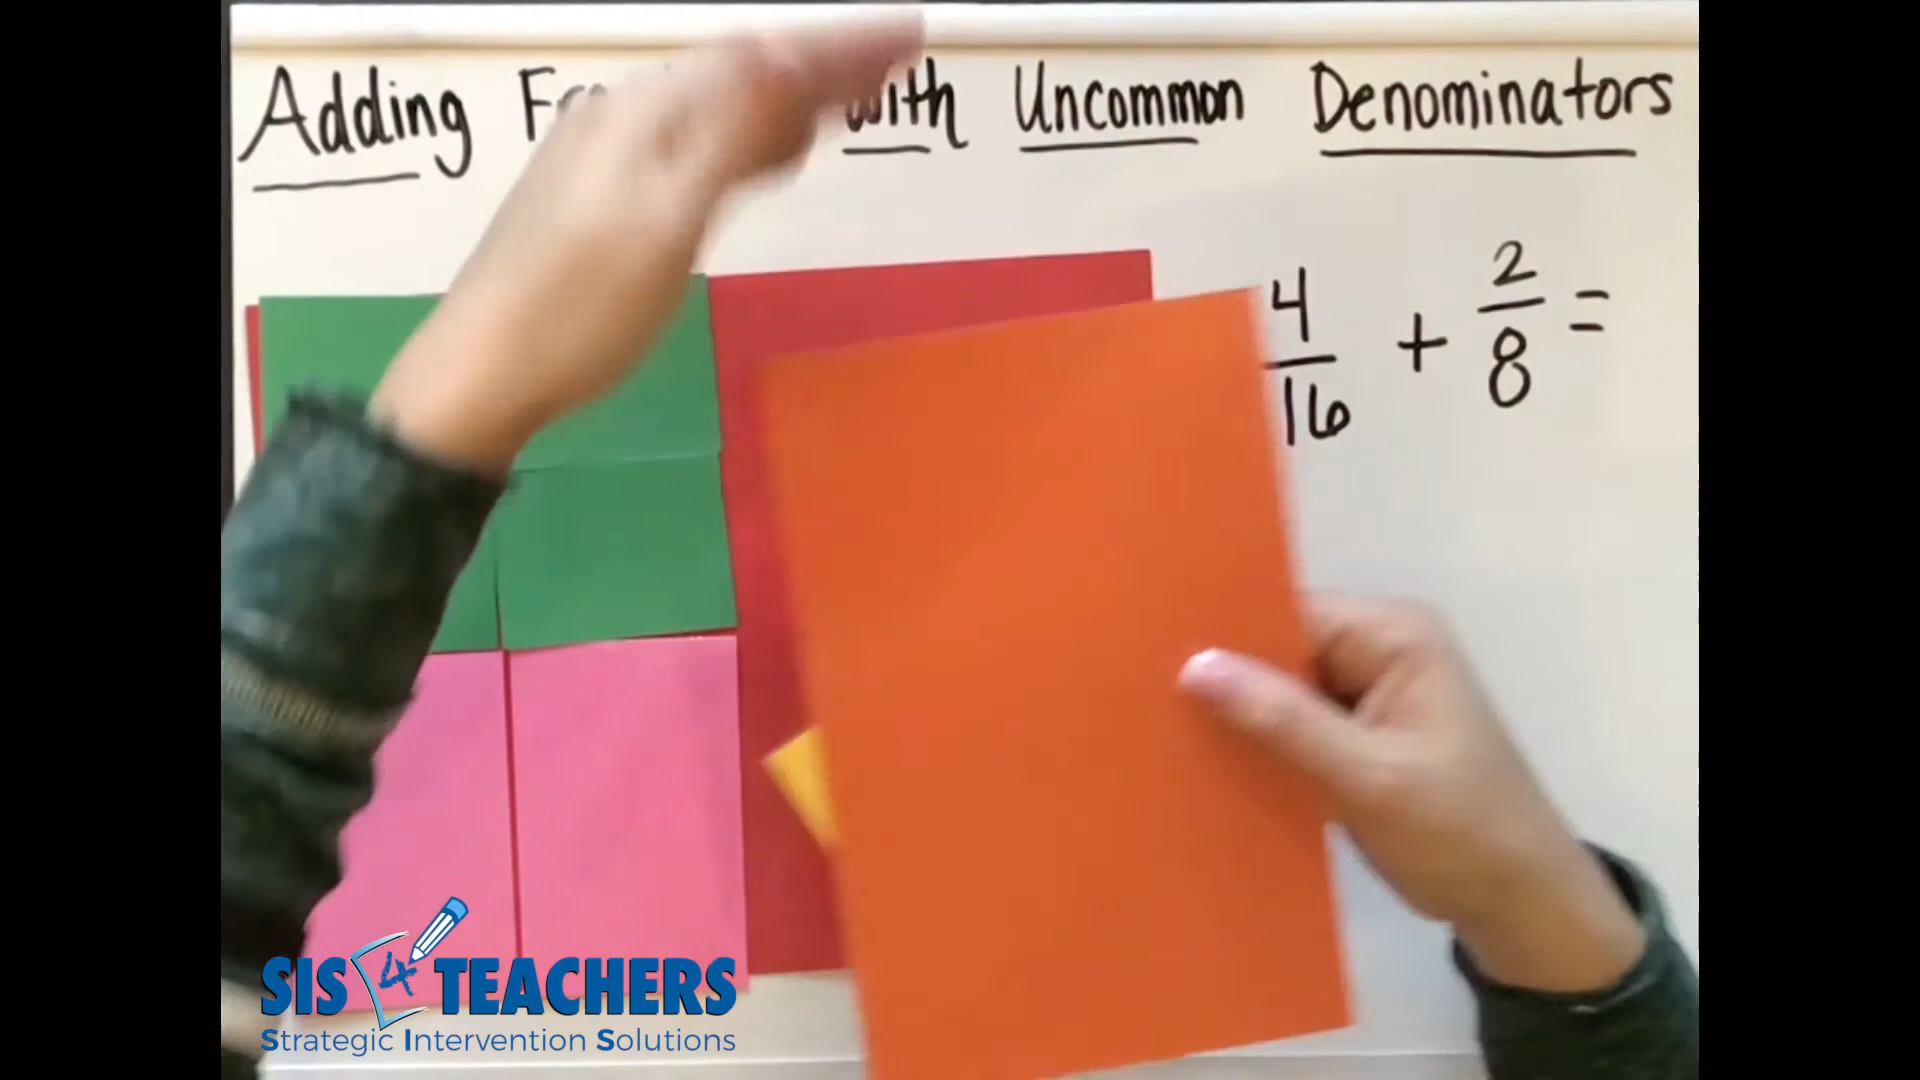 Adding with Uncommon Denominators
4/16 + 2/8 =
SIS 4 TEACHERS
Strategic Intervention Solutions